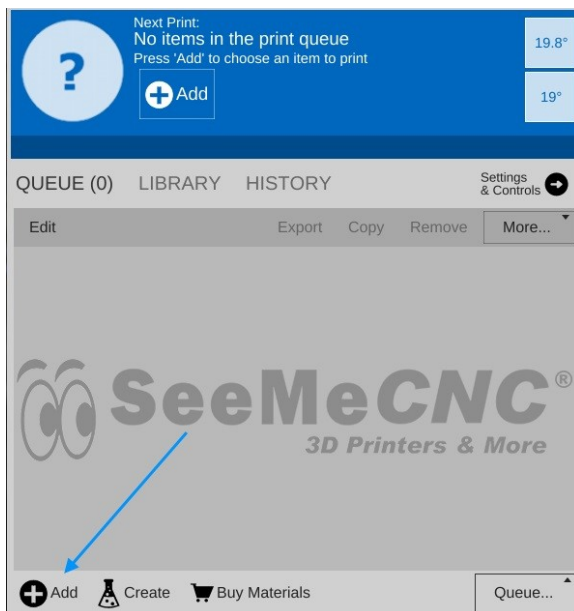 Next Print:
No items in the print queue
Press 'Add' to choose an item to print
?
Add
19.8°
19°
QUEUE (0) LIBRARY HISTORY
Settings
& Controls
Edit Export Copy Remove More...
SeeMeCNC®
3D Printers & More
Add Create Buy Materials Queue...